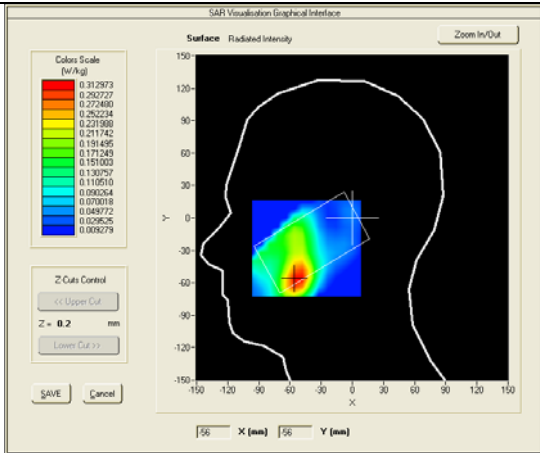 SAR Visualisation Graphical Interface
Surface Radiated Intensity
Zoom In/Out
Colors Scale
(W/kg)
0.312973
0.292727
0.272480
0.252234
0.231988
0.211742
0.191495
0.171249
0.151003
0.130757
0.110510
0.090264
0.070018
0.049772
0.029525
0.009279
Z-Cuts Control
<< Upper Cut
Z = 0.2 mm
Lower Cut >>
SAVE Cancel
150-
120-
90-
60-
30-
0-
-30-
-60-
-90-
-120-
-150-
Y
-150 -120 -90 -60 -30 0 30 60 90 120 150
X
-56 X (mm) -56 Y (mm)